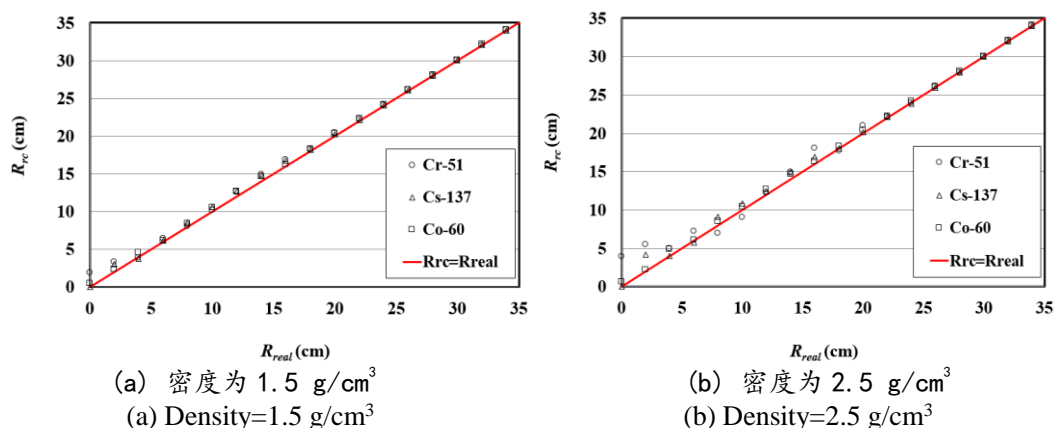 35
30
25
20
15
10
5
0
R_rc (cm)
Cr-51
Cs-137
Co-60
Rrc=Rreal
0 5 10 15 20 25 30 35
R_real (cm)
(a) 密度为 1.5 g/cm³
(a) Density=1.5 g/cm³
35
30
25
20
15
10
5
0
R_rc (cm)
Cr-51
Cs-137
Co-60
Rrc=Rreal
0 5 10 15 20 25 30 35
R_real (cm)
(b) 密度为 2.5 g/cm³
(b) Density=2.5 g/cm³